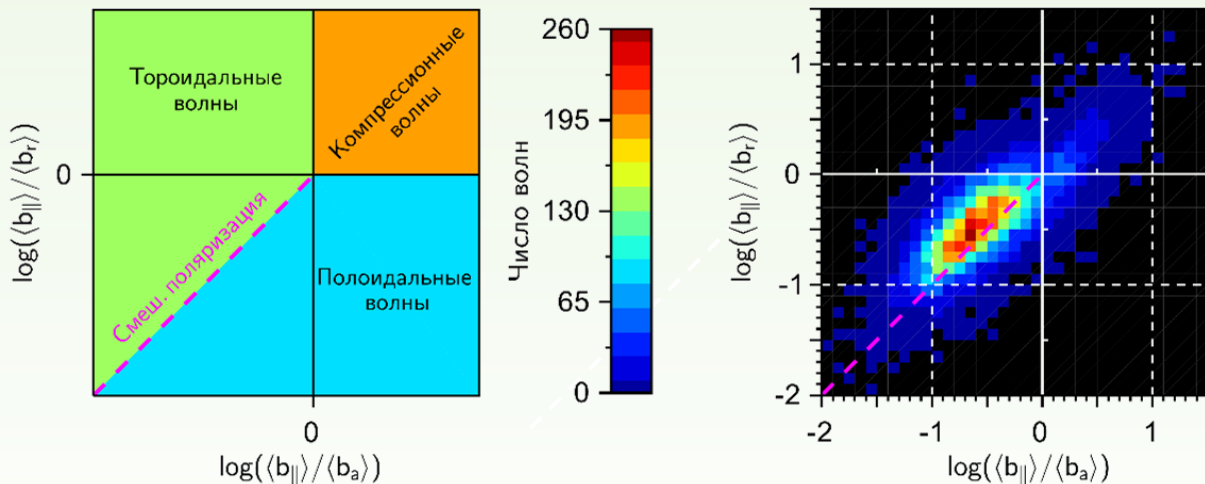 Тороидальные
волны
Компрессионные
волны
Смеш. поляризация
Полоидальные
волны
log(⟨b∥⟩/⟨br⟩)
0
0
log(⟨b∥⟩/⟨ba⟩)
Число волн
260
195
130
65
0
log(⟨b∥⟩/⟨br⟩)
1
0
-1
-2
-2
-1
0
1
log(⟨b∥⟩/⟨ba⟩)